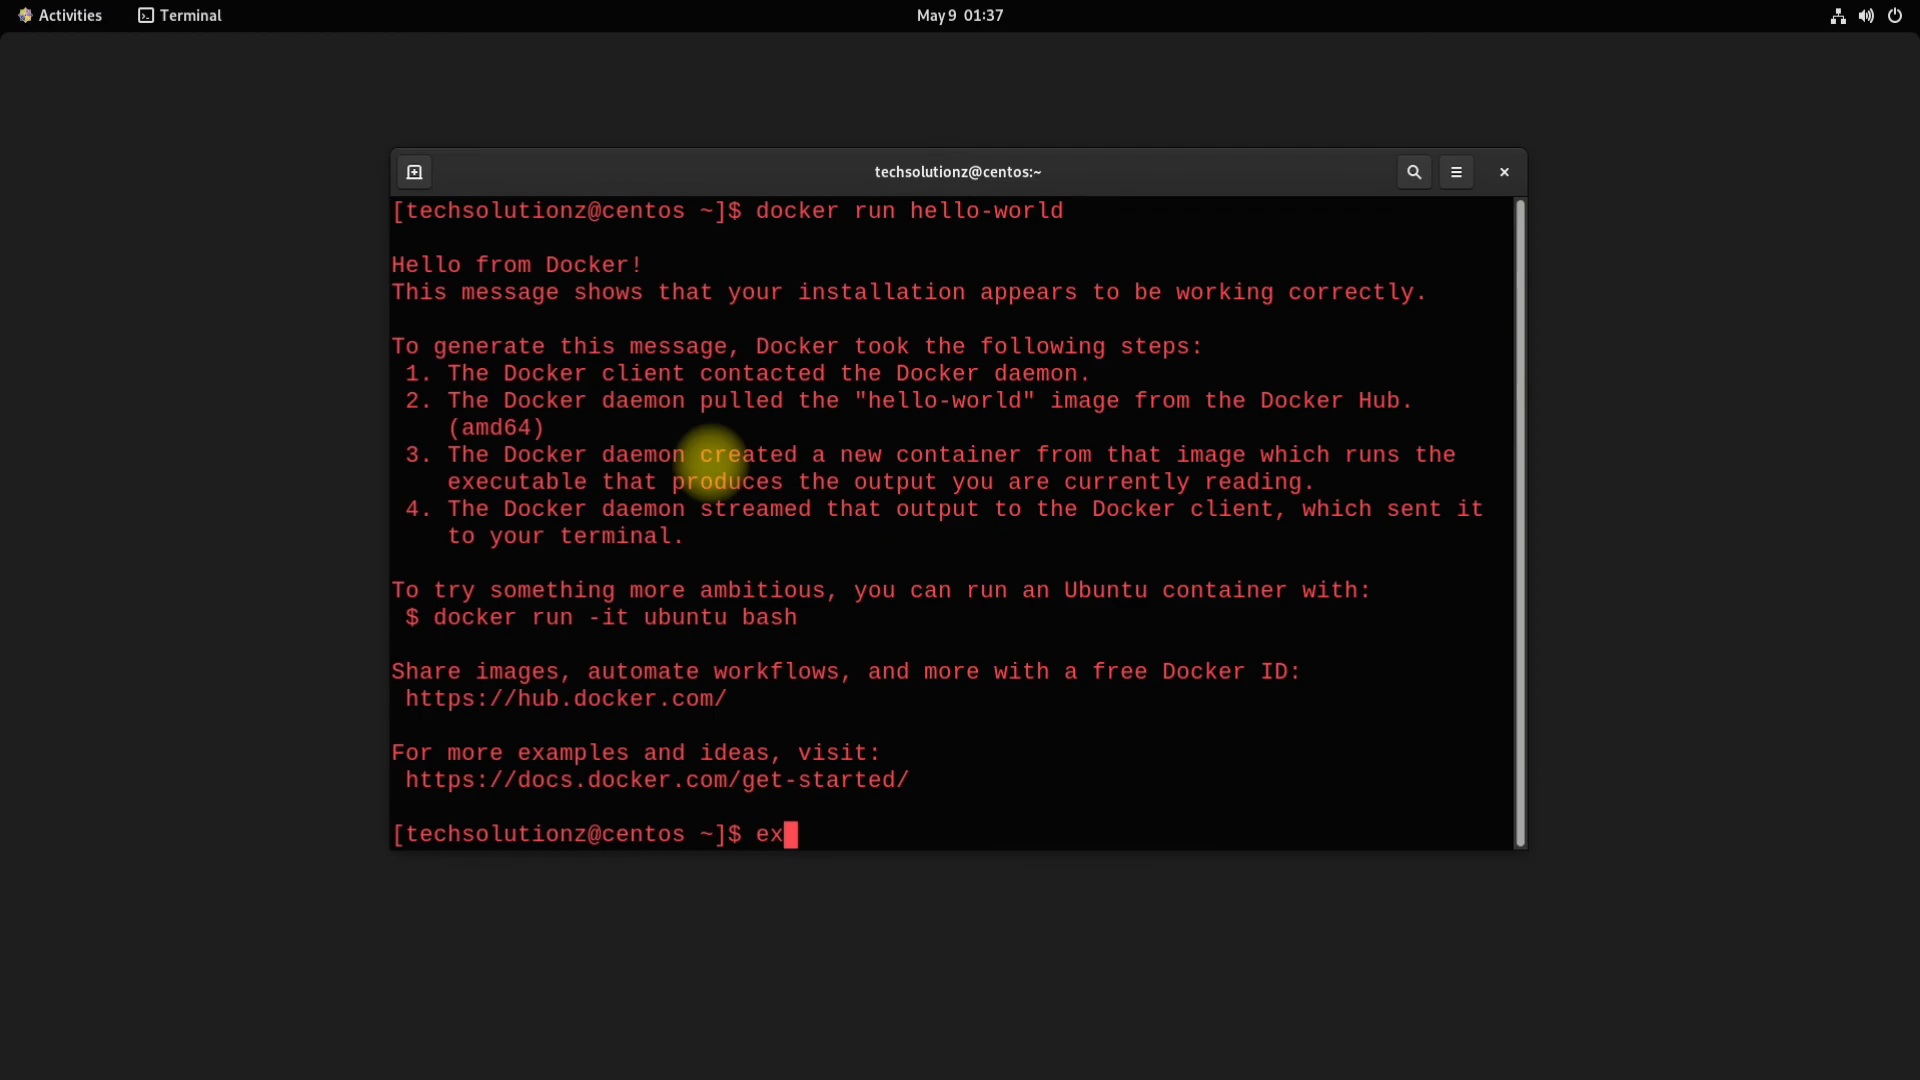 Activities
Terminal
May 9 01:37
techsolutionz@centos:~
[techsolutionz@centos ~]$ docker run hello-world
Hello from Docker!
This message shows that your installation appears to be working correctly.
To generate this message, Docker took the following steps:
1. The Docker client contacted the Docker daemon.
2. The Docker daemon pulled the "hello-world" image from the Docker Hub.
(amd64)
3. The Docker daemon created a new container from that image which runs the
executable that produces the output you are currently reading.
4. The Docker daemon streamed that output to the Docker client, which sent it
to your terminal.
To try something more ambitious, you can run an Ubuntu container with:
$ docker run -it ubuntu bash
Share images, automate workflows, and more with a free Docker ID:
https://hub.docker.com/
For more examples and ideas, visit:
https://docs.docker.com/get-started/
[techsolutionz@centos ~]$ ex